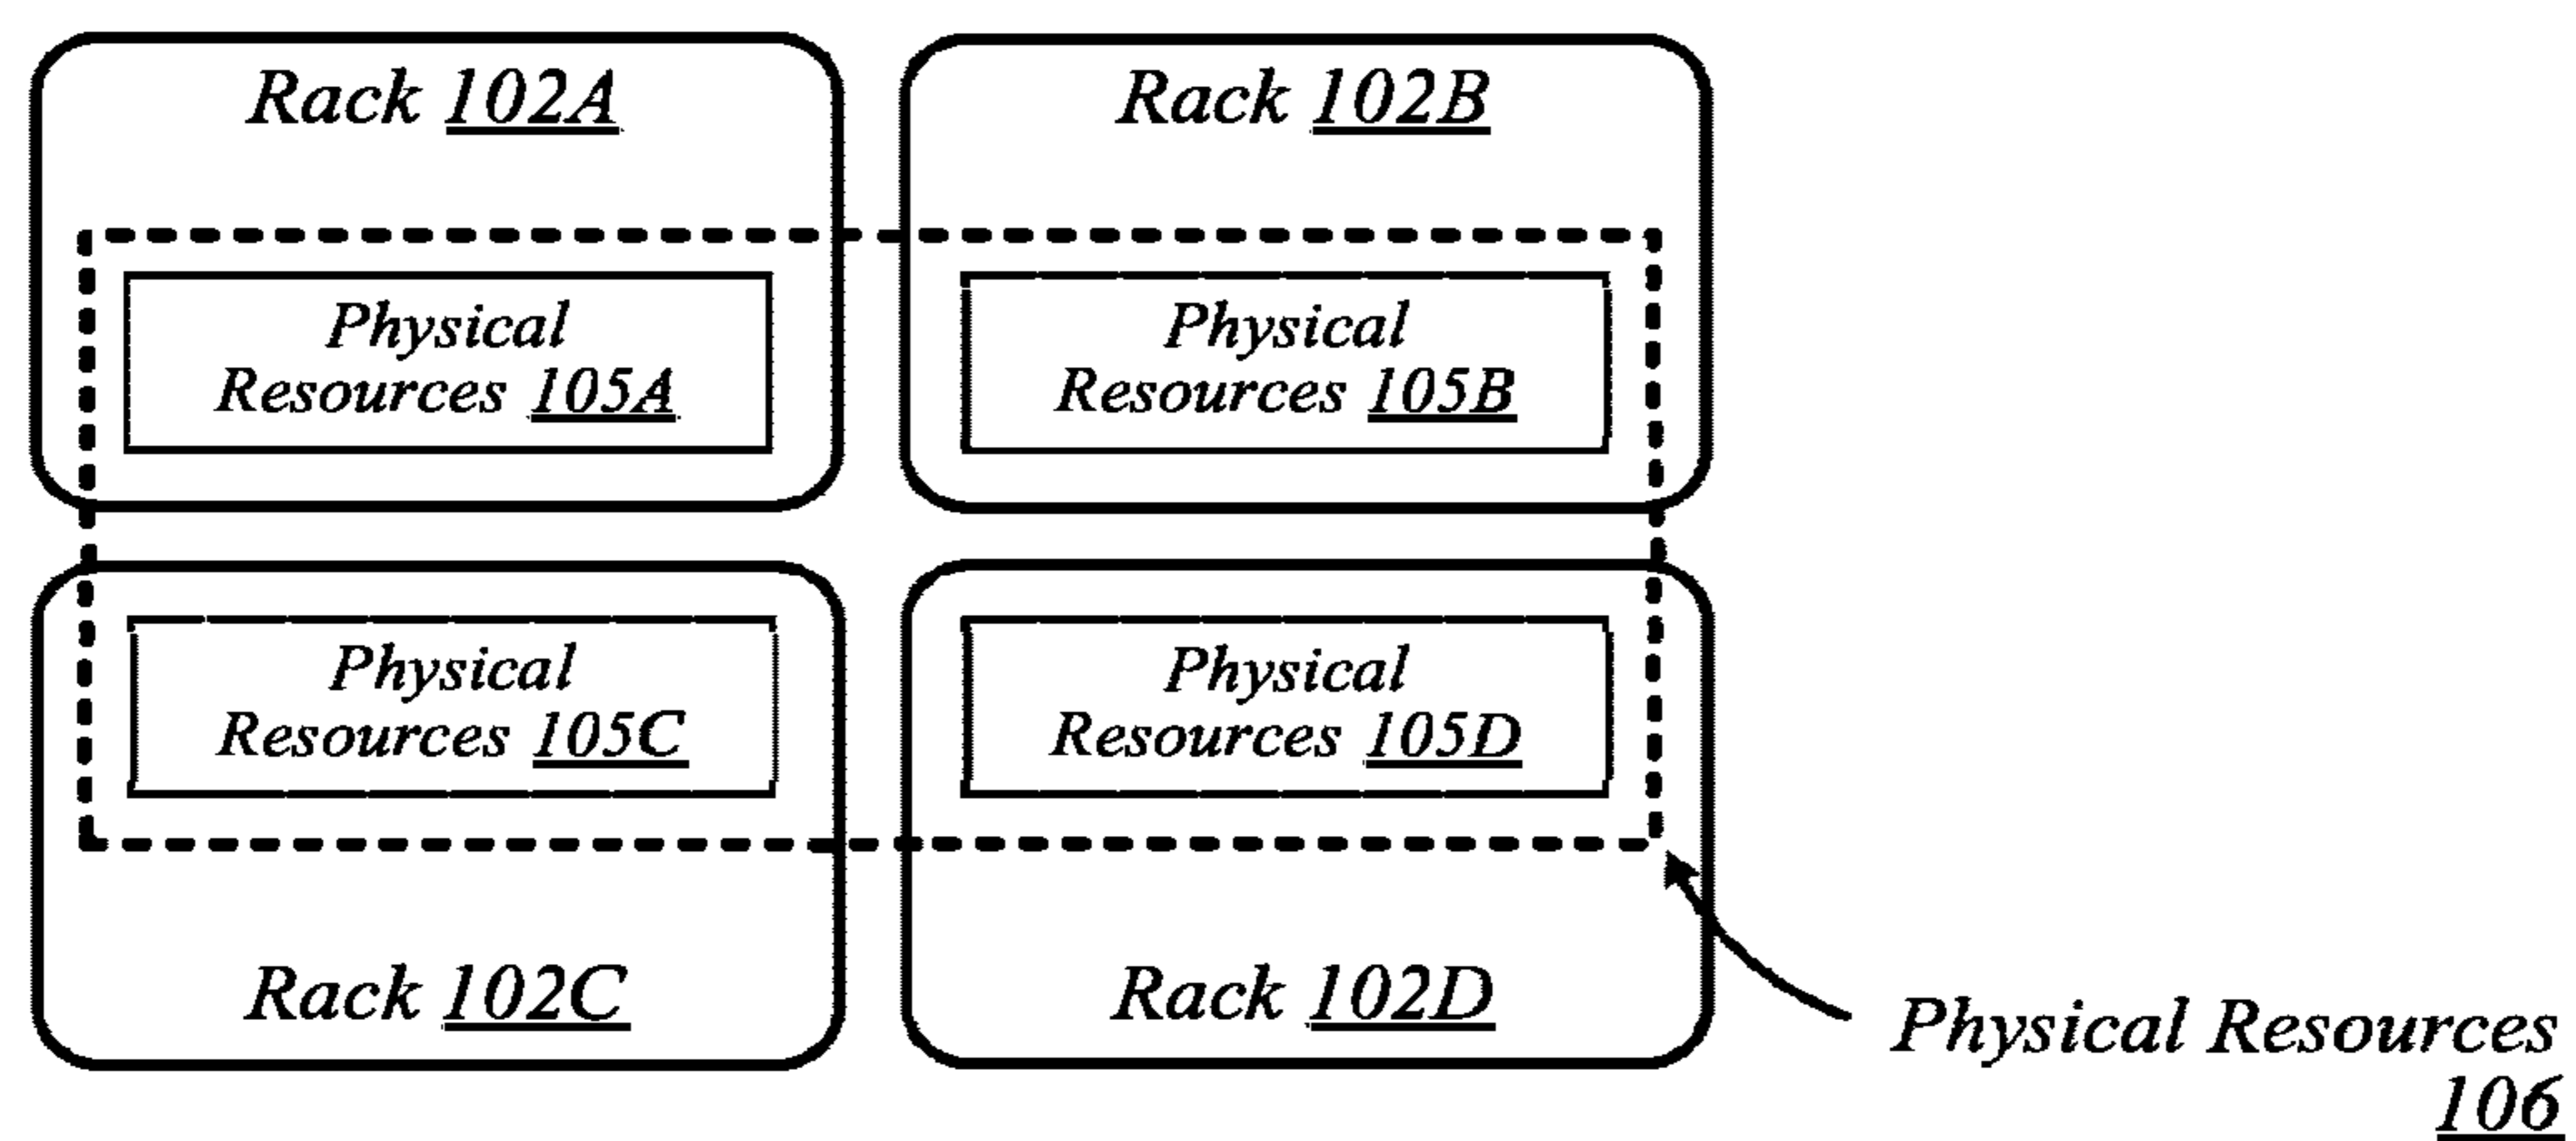 Rack 102A
Rack 102B
Physical
Resources 105A
Physical
Resources 105B
Physical
Resources 105C
Physical
Resources 105D
Rack 102C
Rack 102D
Physical Resources
106